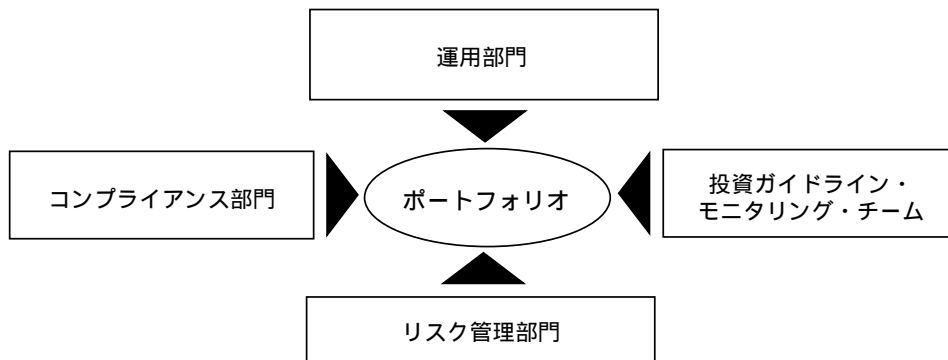 運用部門
コンプライアンス部門
ポートフォリオ
投資ガイドライン・
モニタリング・チーム
リスク管理部門